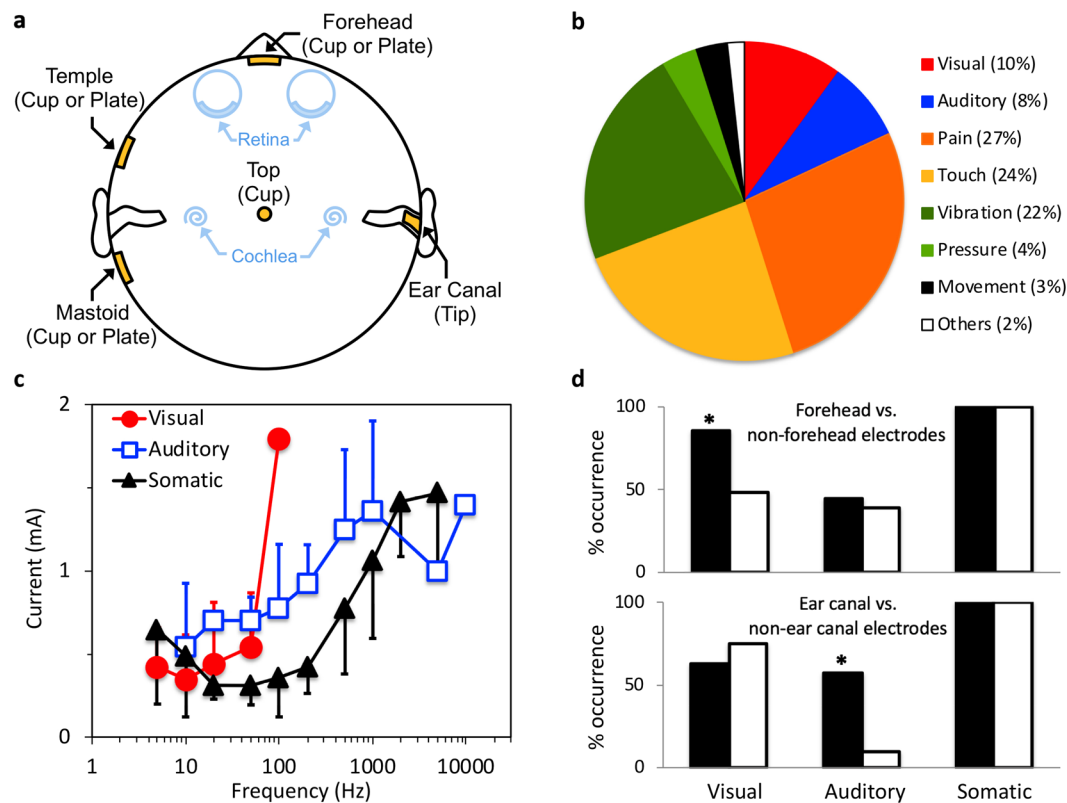 a
Forehead
(Cup or Plate)
Temple
(Cup or Plate)
Retina
Top
(Cup)
Cochlea
Mastoid
(Cup or Plate)
Ear Canal
(Tip)
b
Visual (10%)
Auditory (8%)
Pain (27%)
Touch (24%)
Vibration (22%)
Pressure (4%)
Movement (3%)
Others (2%)
c
2
1
0
Current (mA)
Visual
Auditory
Somatic
1
10
100
1000
10000
Frequency (Hz)
d
100
50
0
% occurrence
*
Forehead vs.
non-forehead electrodes
100
50
0
% occurrence
*
Ear canal vs.
non-ear canal electrodes
Visual
Auditory
Somatic